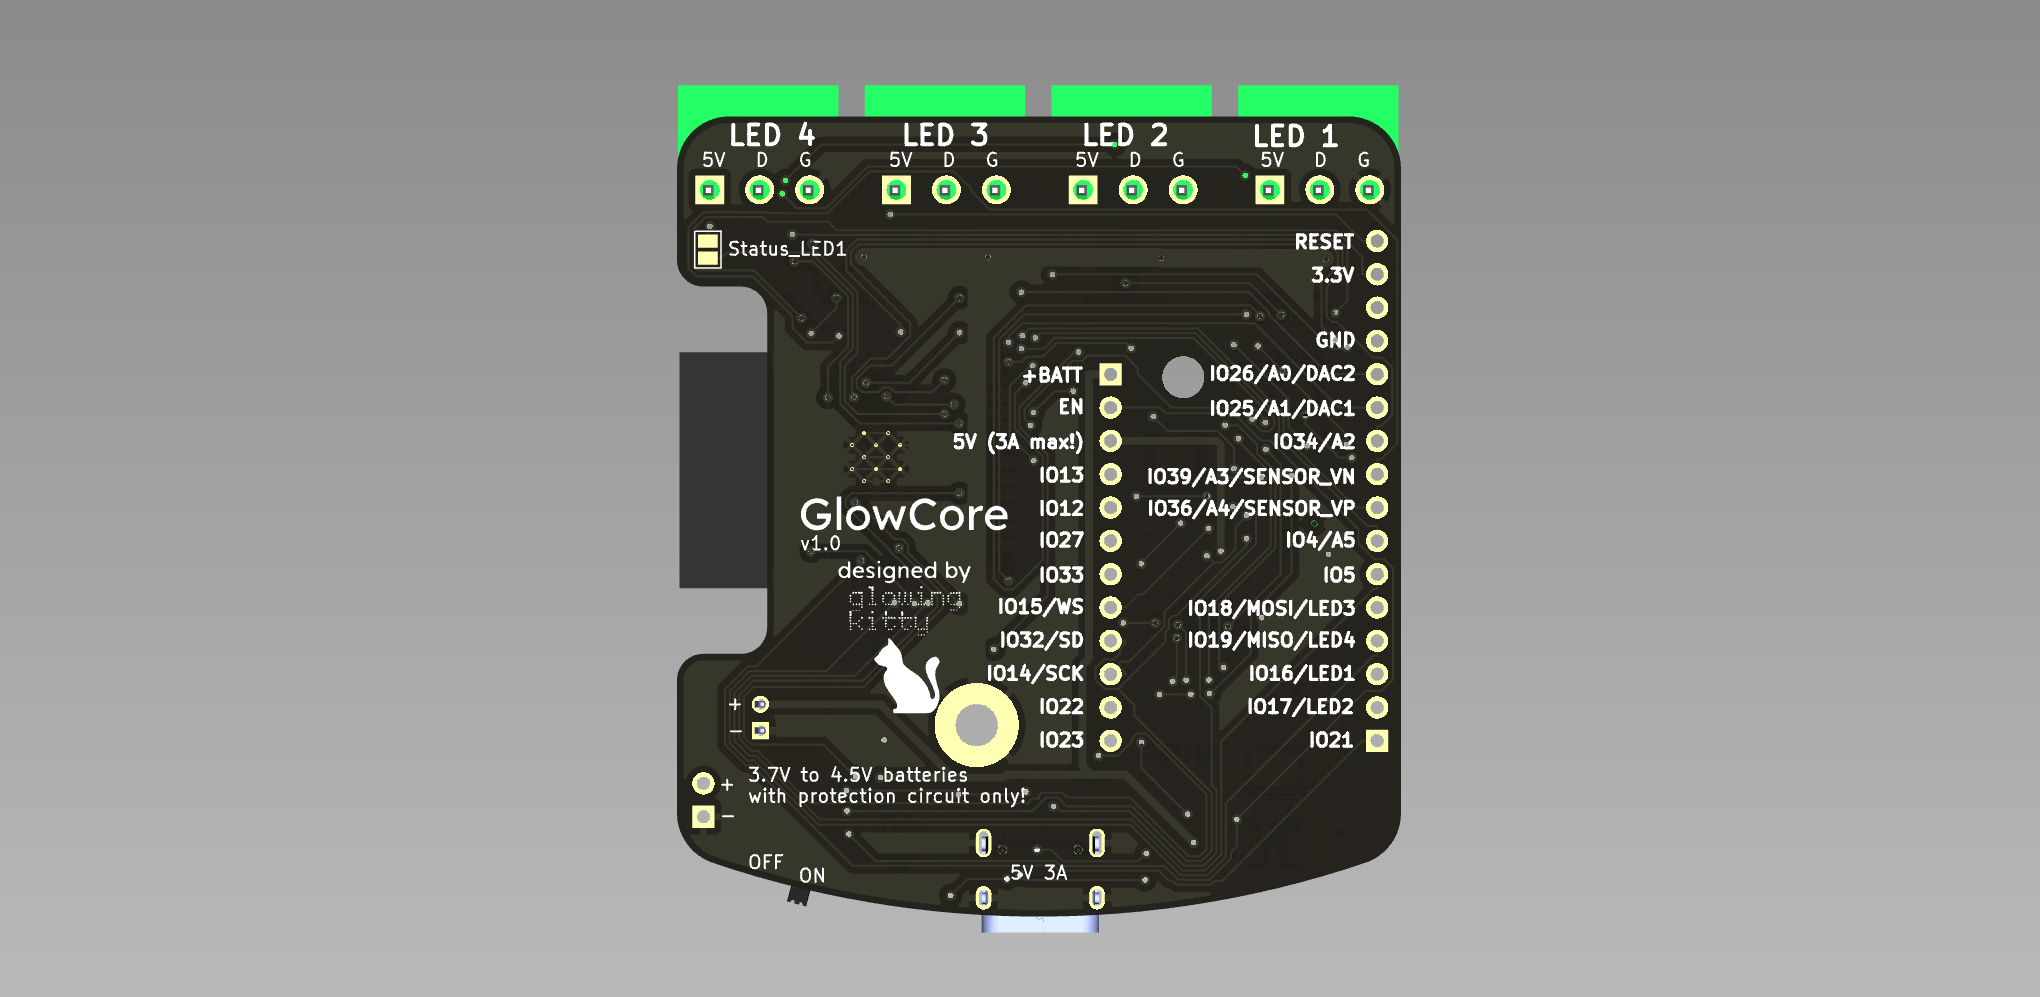 LED 4
LED 3
LED 2
LED 1
5V D G
5V D G
5V D G
5V D G
Status_LED1
RESET
3.3V
GND
IO26/A0/DAC2
IO25/A1/DAC1
IO34/A2
IO39/A3/SENSOR_VN
IO36/A4/SENSOR_VP
IO4/A5
IO5
IO18/MOSI/LED3
IO19/MISO/LED4
IO16/LED1
IO17/LED2
IO21
+BATT
EN
5V (3A max!)
IO13
IO12
IO27
IO33
IO15/WS
IO32/SD
IO14/SCK
IO22
IO23
GlowCore
v1.0
designed by
glowing
kitty
+
−
+
−
3.7V to 4.5V batteries
with protection circuit only!
OFF
ON
5V 3A